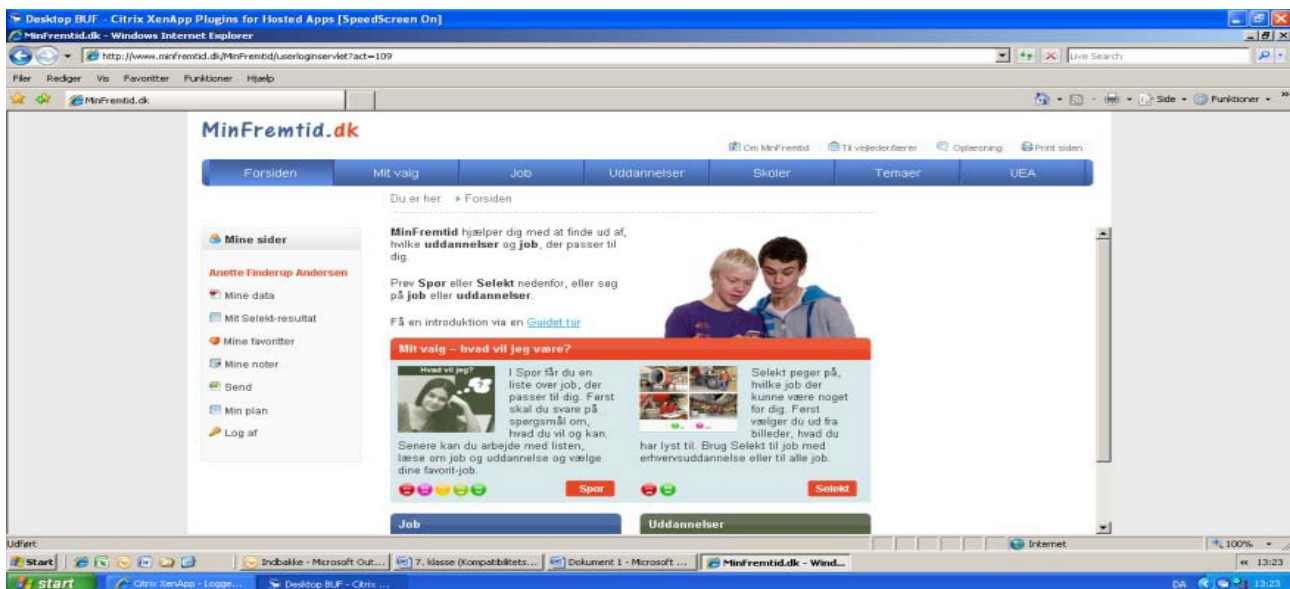 Desktop BUF - Citrix XenApp Plugins for Hosted Apps [SpeedScreen On]
MinFremtid.dk - Windows Internet Explorer
http://www.minfremtid.dk/MinFremtid/userloginservlet?act=109
Live Search
Filer Rediger Vis Favoritter Funktioner Hjælp
MinFremtid.dk
Side Funktioner
MinFremtid.dk
Om MinFremtid Til vejleder/lærer Oplæsning Print siden
Forsiden Mit valg Job Uddannelser Skoler Temaer UEA
Du er her: Forsiden
Mine sider
Anette Finderup Andersen
Mine data
Mit Selekt-resultat
Mine favoritter
Mine noter
Send
Min plan
Log af
MinFremtid hjælper dig med at finde ud af,
hvilke uddannelser og job, der passer til
dig.
Prøv Spor eller Selekt nedenfor, eller søg
på job eller uddannelser.
Få en introduktion via en Guidet tur
Mit valg – hvad vil jeg være?
Hvad vil jeg?
I Spor får du en
liste over job, der
passer til dig. Først
skal du svare på
spørgsmål om,
hvad du vil og kan.
Senere kan du arbejde med listen,
læse om job og uddannelse og vælge
dine favorit-job.
Spor
Selekt peger på,
hvilke job der
kunne være noget
for dig. Først
vælger du ud fra
billeder, hvad du
har lyst til. Brug Selekt til job med
erhvervsuddannelse eller til alle job.
Selekt
Job
Uddannelser
Udført
Internet
100%
Start
Indbakke - Microsoft Out...
7. klasse (Kompatibilitets...
Dokument 1 - Microsoft ...
MinFremtid.dk - Wind...
13:23
start
Citrix XenApp - Logge...
Desktop BUF - Citrix ...
DA
13:23